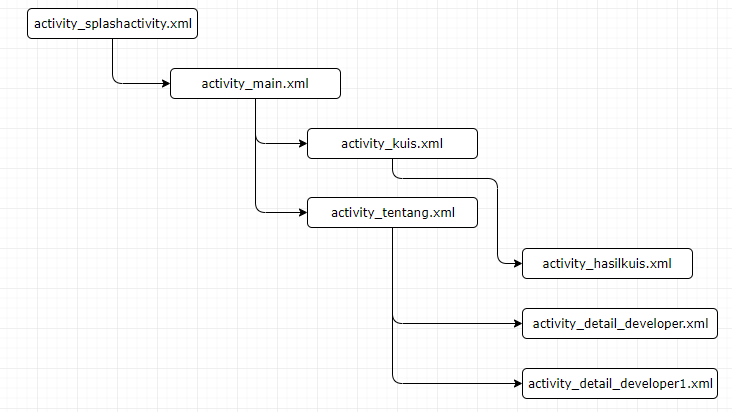 activity_splashactivity.xml
activity_main.xml
activity_kuis.xml
activity_tentang.xml
activity_hasilkuis.xml
activity_detail_developer.xml
activity_detail_developer1.xml